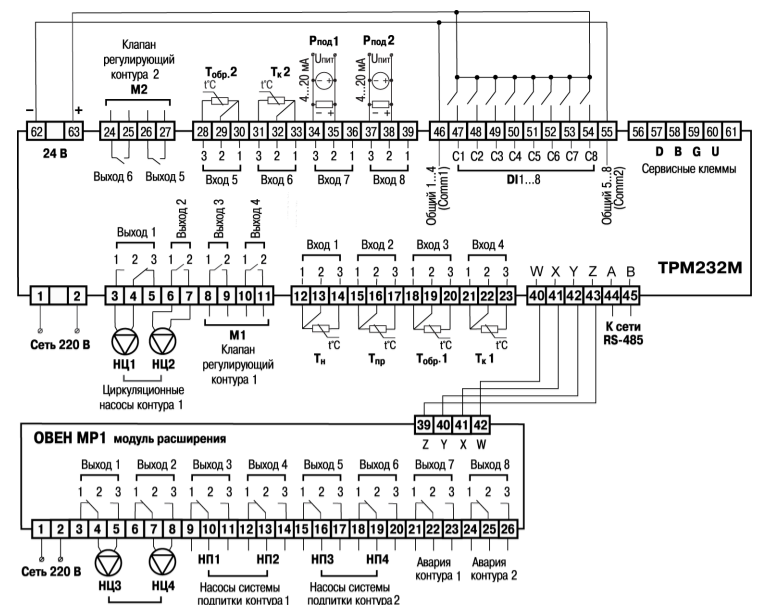 Клапан
регулирующий
контура 2
М2
Тобр.2
t°C
Тк 2
t°C
Рпод1
Uпит
4...20 мА
Рпод2
Uпит
4...20 мА
– +
62 63
24 В
24 25 26 27
Выход 6 Выход 5
28 29 30 31 32 33 34 35 36 37 38 39
3 2 1 3 2 1 3 2 1 3 2 1
Вход 5 Вход 6 Вход 7 Вход 8
46 47 48 49 50 51 52 53 54 55
Общий 1...4
(Comm1)
C1 C2 C3 C4 C5 C6 C7 C8
DI1...8
Общий 5...8
(Comm2)
56 57 58 59 60 61
D B G U
Сервисные клеммы
Выход 1
1 2 3
Выход 2
1 2
Выход 3
1 2
Выход 4
1 2
Вход 1 Вход 2 Вход 3 Вход 4
1 2 3 1 2 3 1 2 3 1 2 3
W X Y Z A B
ТРМ232М
1 2
3 4 5 6 7 8 9 10 11
12 13 14 15 16 17 18 19 20 21 22 23
40 41 42 43 44 45
Сеть 220 В
НЦ1 НЦ2
Циркуляционные
насосы контура 1
М1
Клапан
регулирующий
контура 1
t°C t°C t°C t°C
Тн Тпр Тобр.1 Тк 1
К сети
RS-485
39 40 41 42
Z Y X W
ОВЕН МР1 модуль расширения
Выход 1 Выход 2 Выход 3 Выход 4 Выход 5 Выход 6 Выход 7 Выход 8
1 2 3 1 2 3 1 2 3 1 2 3 1 2 3 1 2 3 1 2 3 1 2 3
1 2 3 4 5 6 7 8 9 10 11 12 13 14 15 16 17 18 19 20 21 22 23 24 25 26
Сеть 220 В
НЦ3 НЦ4
НП1 НП2
Насосы системы
подпитки контура 1
НП3 НП4
Насосы системы
подпитки контура 2
Авария
контура 1
Авария
контура 2